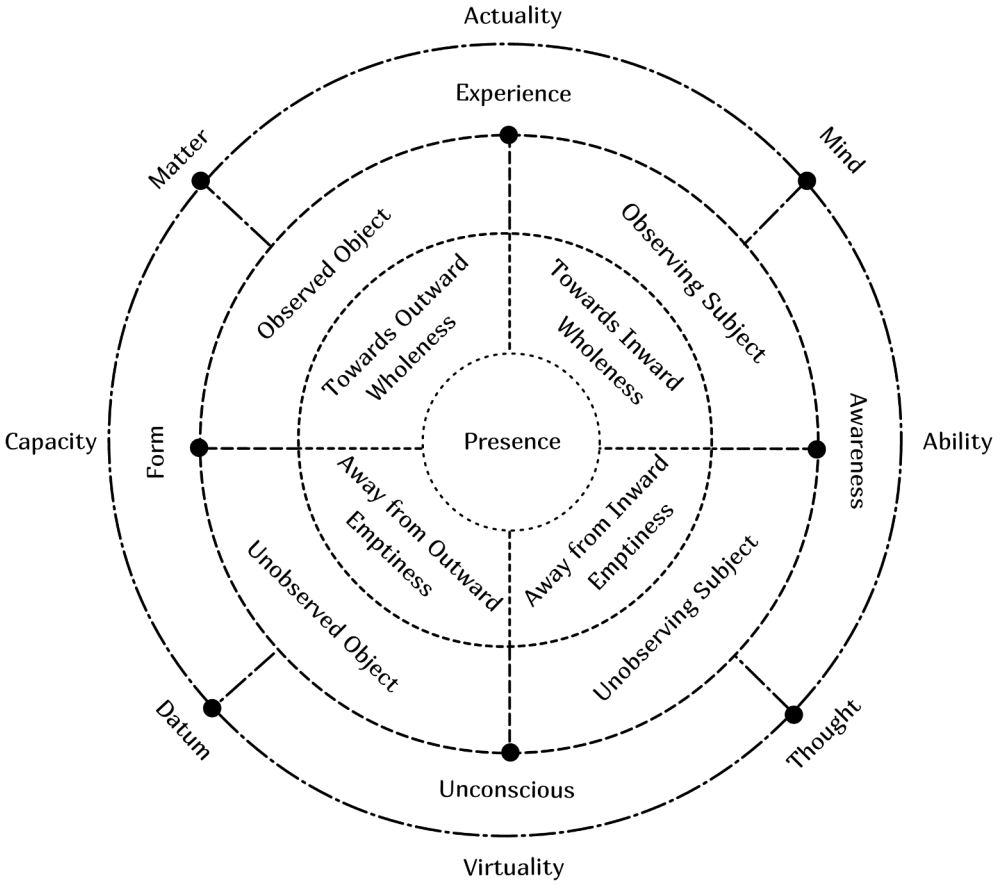 Actuality
Experience
Matter
Mind
Observed Object
Observing Subject
Towards Outward
Wholeness
Towards Inward
Wholeness
Capacity
Form
Presence
Awareness
Ability
Away from Outward
Emptiness
Away from Inward
Emptiness
Unobserved Object
Unobserving Subject
Datum
Thought
Unconscious
Virtuality